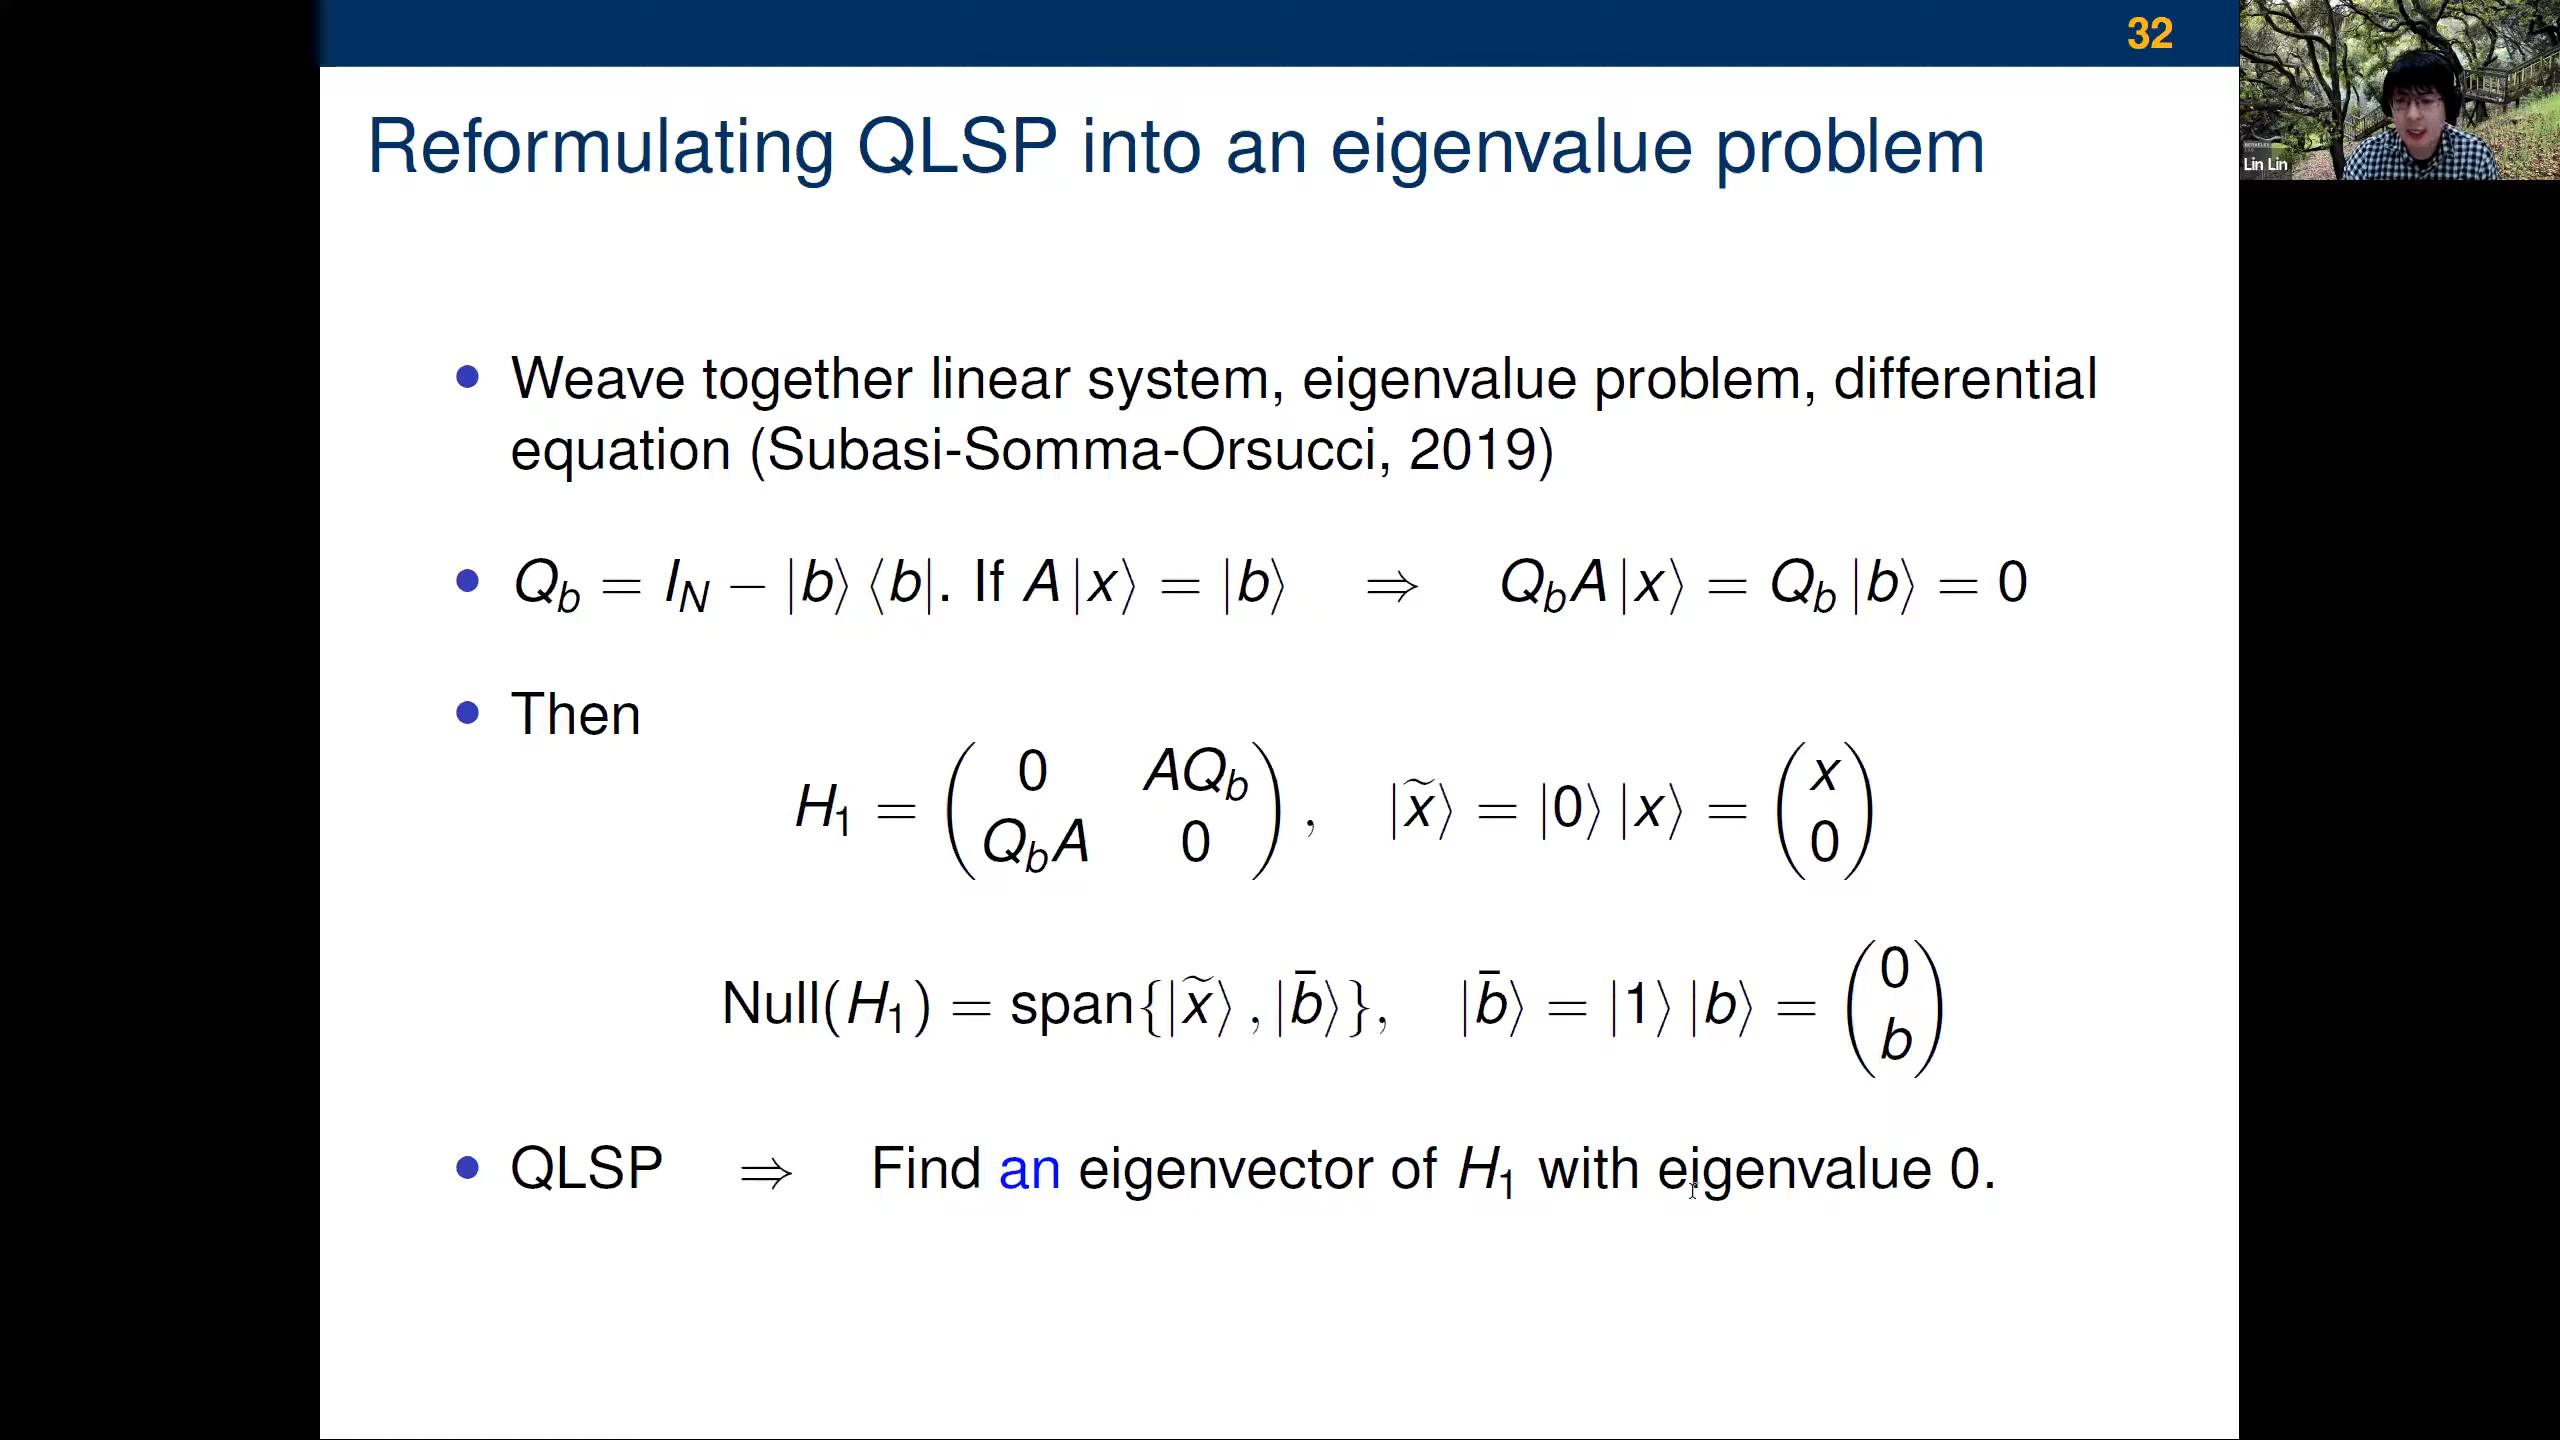 32
Lin Lin
Reformulating QLSP into an eigenvalue problem
• Weave together linear system, eigenvalue problem, differential
equation (Subasi-Somma-Orsucci, 2019)
• Q_b = I_N − |b⟩ ⟨b|. If A |x⟩ = |b⟩ ⇒ Q_b A |x⟩ = Q_b |b⟩ = 0
• Then
H_1 = ( 0 AQ_b ; Q_b A 0 ), |x̃⟩ = |0⟩ |x⟩ = ( x ; 0 )
Null(H_1) = span{|x̃⟩ , |b̄⟩}, |b̄⟩ = |1⟩ |b⟩ = ( 0 ; b )
• QLSP ⇒ Find an eigenvector of H_1 with eigenvalue 0.